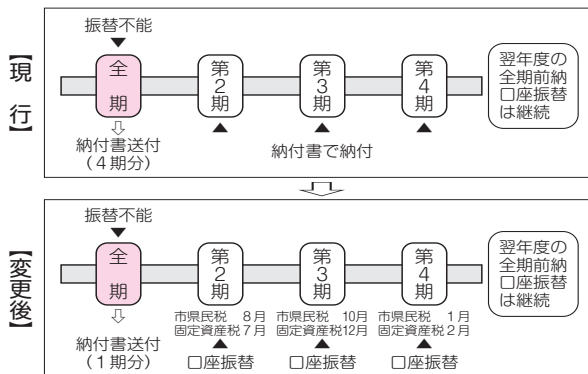 【現行】
振替不能
▼
全期
第2期
第3期
第4期
翌年度の
全期前納
口座振替
は継続
⇩
▲
▲
▲
納付書送付
(4期分)
納付書で納付
【変更後】
振替不能
▼
全期
第2期
第3期
第4期
翌年度の
全期前納
口座振替
は継続
⇩
納付書送付
(1期分)
市県民税 8月
固定資産税7月
▲
口座振替
市県民税 10月
固定資産税12月
▲
口座振替
市県民税 1月
固定資産税2月
▲
口座振替